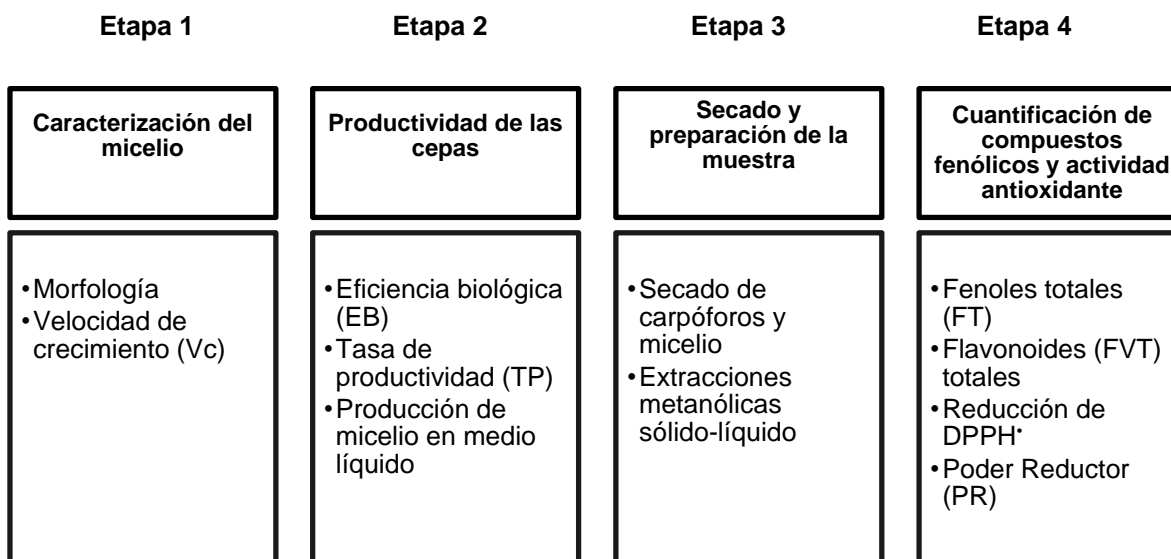 Etapa 1
Etapa 2
Etapa 3
Etapa 4
Caracterización del
micelio
Productividad de las
cepas
Secado y
preparación de la
muestra
Cuantificación de
compuestos
fenólicos y actividad
antioxidante
•Morfología
•Velocidad de
crecimiento (Vc)
•Eficiencia biológica
(EB)
•Tasa de
productividad (TP)
•Producción de
micelio en medio
líquido
•Secado de
carpóforos y
micelio
•Extracciones
metanólicas
sólido-líquido
•Fenoles totales
(FT)
•Flavonoides (FVT)
totales
•Reducción de
DPPH•
•Poder Reductor
(PR)